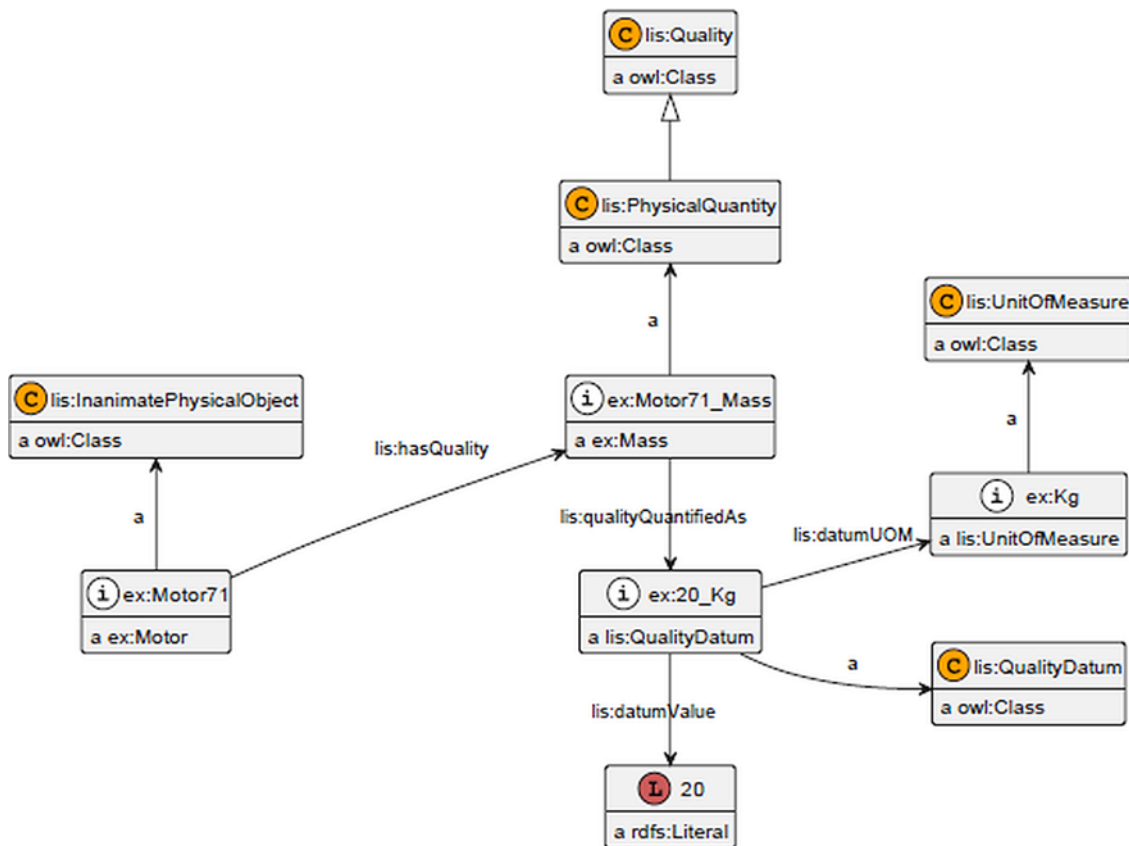 C lis:Quality
a owl:Class
C lis:PhysicalQuantity
a owl:Class
C lis:UnitOfMeasure
a owl:Class
a
C lis:InanimatePhysicalObject
a owl:Class
i ex:Motor71_Mass
a ex:Mass
lis:hasQuality
a
a
i ex:Kg
a lis:UnitOfMeasure
lis:qualityQuantifiedAs
lis:datumUOM
i ex:Motor71
a ex:Motor
i ex:20_Kg
a lis:QualityDatum
a
C lis:QualityDatum
a owl:Class
lis:datumValue
L 20
a rdfs:Literal